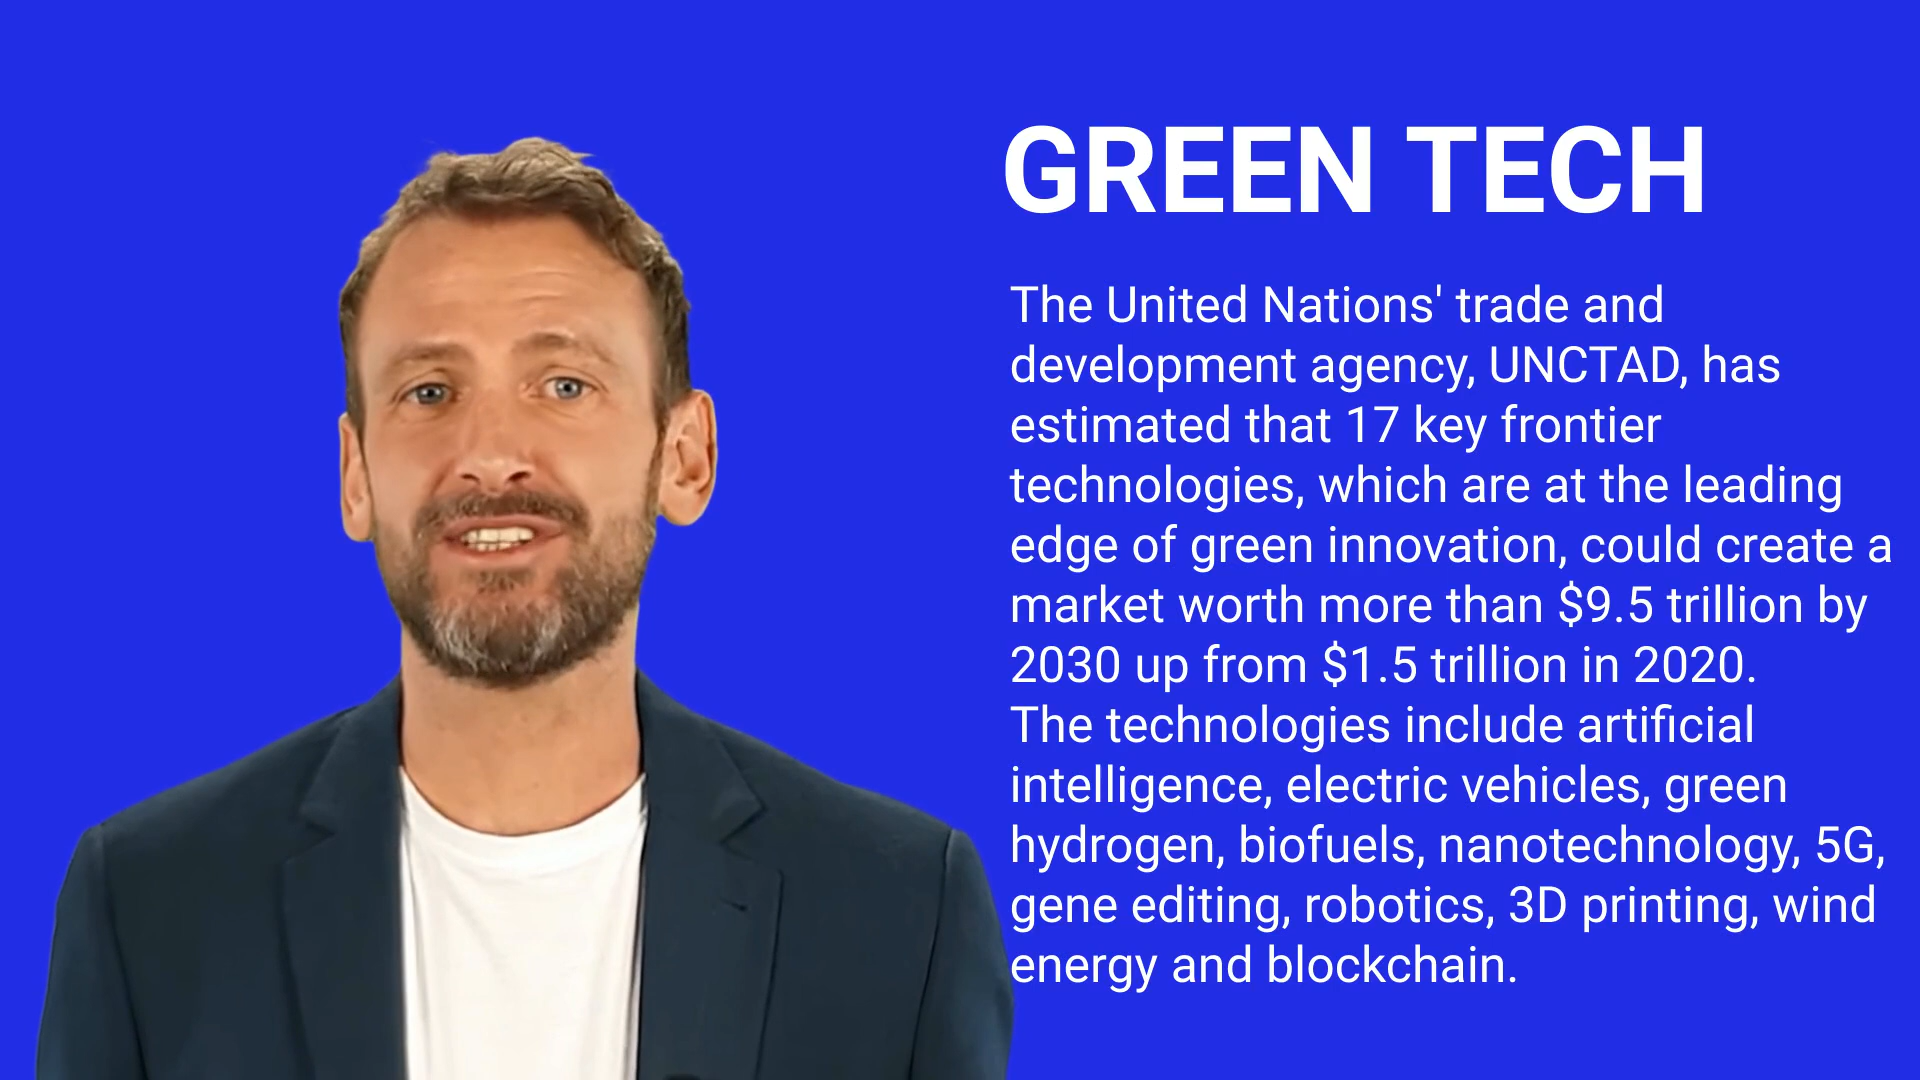 GREEN TECH
The United Nations' trade and
development agency, UNCTAD, has
estimated that 17 key frontier
technologies, which are at the leading
edge of green innovation, could create a
market worth more than $9.5 trillion by
2030 up from $1.5 trillion in 2020.
The technologies include artificial
intelligence, electric vehicles, green
hydrogen, biofuels, nanotechnology, 5G,
gene editing, robotics, 3D printing, wind
energy and blockchain.